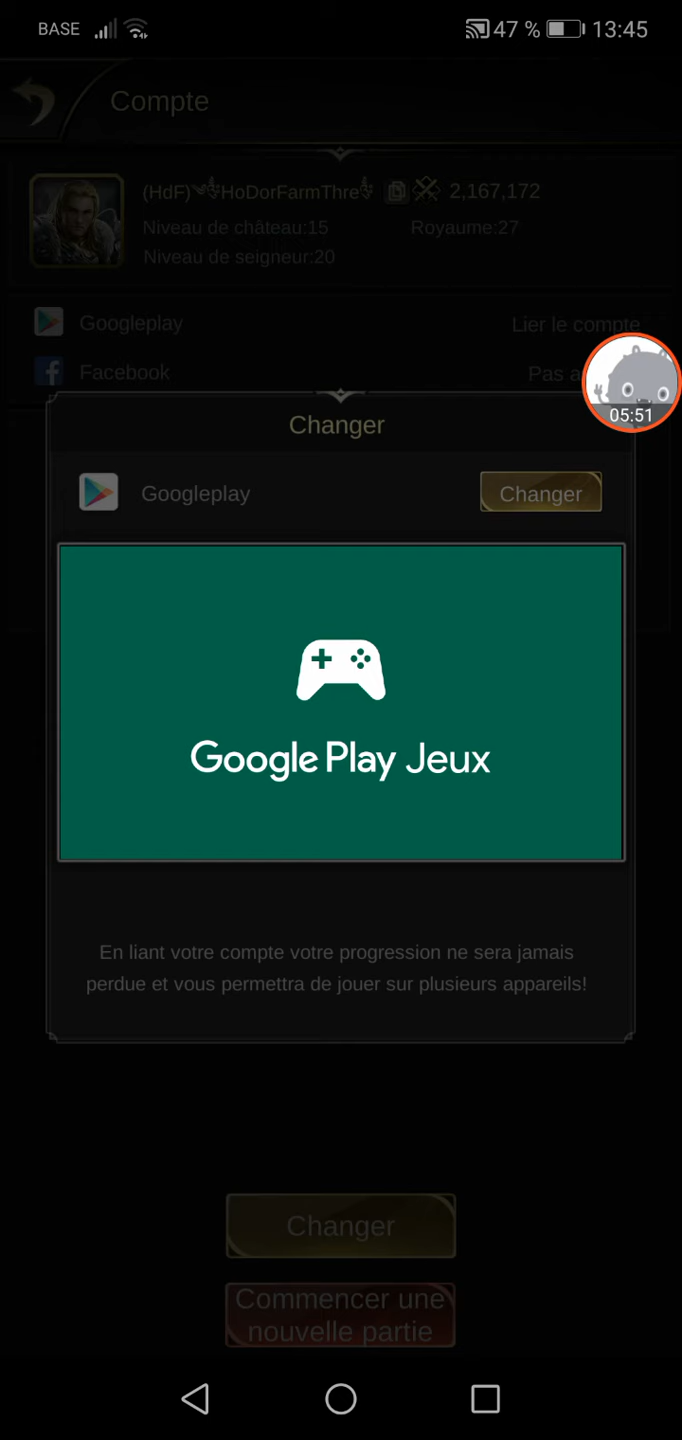 BASE 47 % 13:45
Compte
(HdF) HoDorFarmThre 2,167,172
Niveau de château:15 Royaume:27
Niveau de seigneur:20
Googleplay Lier le compte
Facebook Pas
05:51
Changer
Googleplay Changer
Google Play Jeux
En liant votre compte votre progression ne sera jamais
perdue et vous permettra de jouer sur plusieurs appareils!
Changer
Commencer une
nouvelle partie